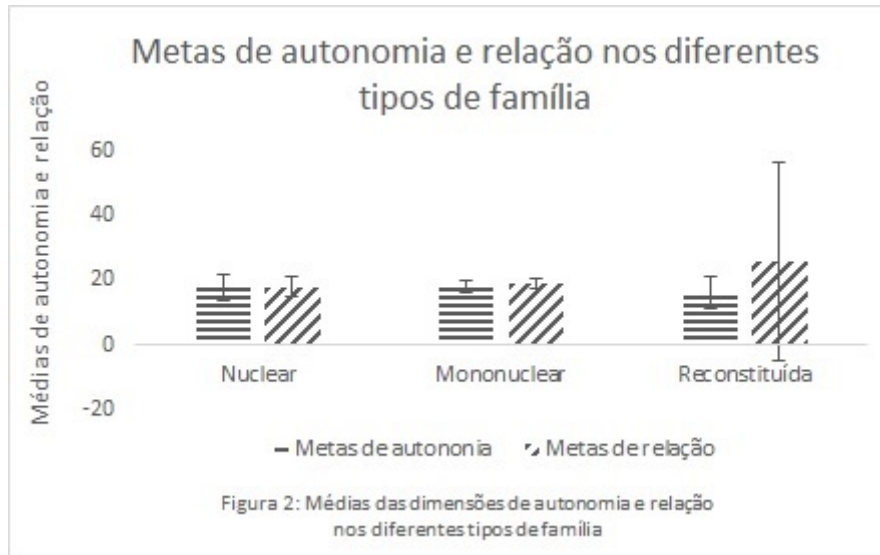 Metas de autonomia e relação nos diferentes
tipos de família
Médias de autonomia e relação
60
40
20
0
-20
Nuclear Mononuclear Reconstituída
Metas de autononia Metas de relação
Figura 2: Médias das dimensões de autonomia e relação
nos diferentes tipos de família